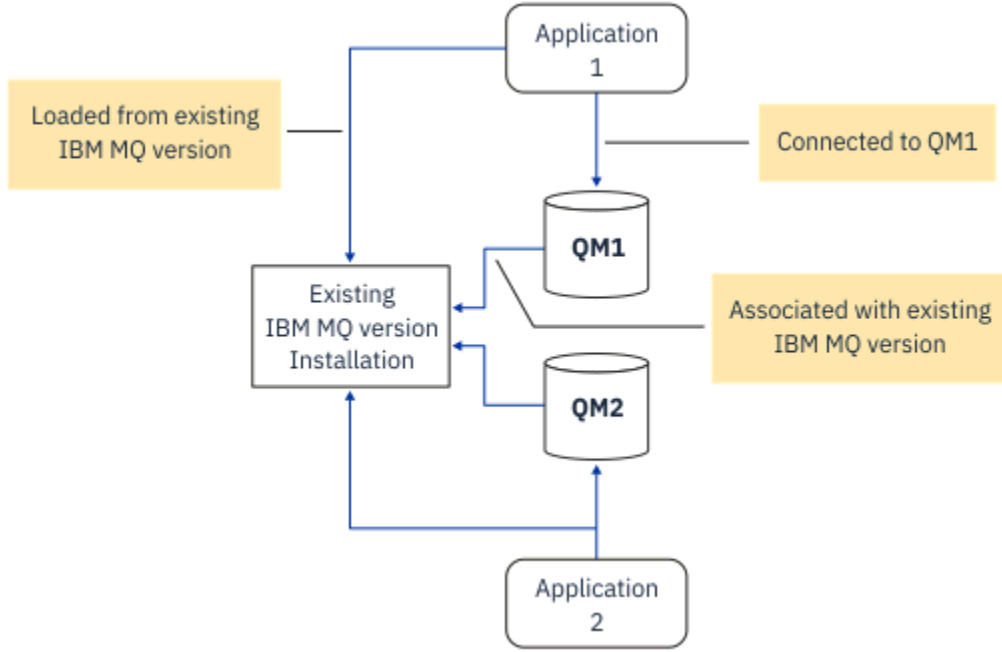 Application
1
Loaded from existing
IBM MQ version
Connected to QM1
QM1
Existing
IBM MQ version
Installation
Associated with existing
IBM MQ version
QM2
Application
2